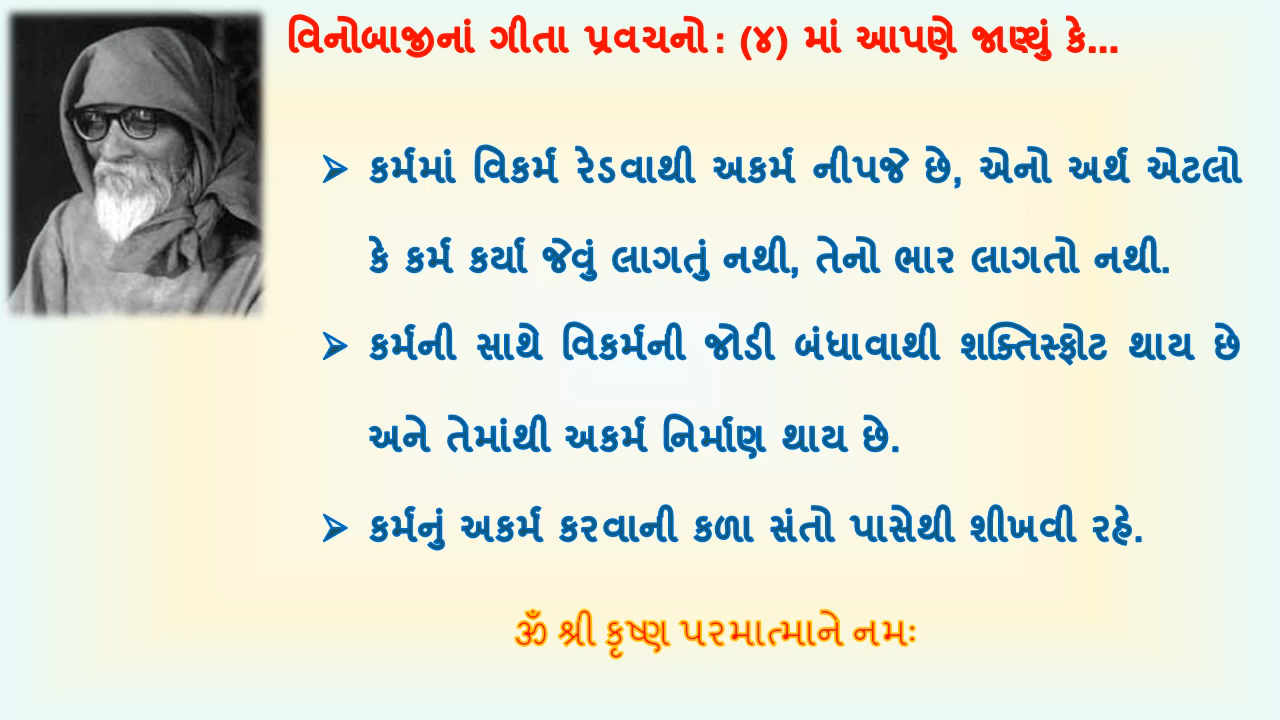 વિનોબાજીનાં ગીતા પ્રવચનો: (૪) માં આપણે જાણ્યું કે...
➢ કર્મમાં વિકર્મ રેડવાથી અકર્મ નીપજે છે, એનો અર્થ એટલો
કે કર્મ કર્યા જેવું લાગતું નથી, તેનો ભાર લાગતો નથી.
➢ કર્મની સાથે વિકર્મની જોડી બંધાવાથી શક્તિસ્ફોટ થાય છે
અને તેમાંથી અકર્મ નિર્માણ થાય છે.
➢ કર્મનું અકર્મ કરવાની કળા સંતો પાસેથી શીખવી રહે.
ૐ શ્રી કૃષ્ણ પરમાત્માને નમઃ